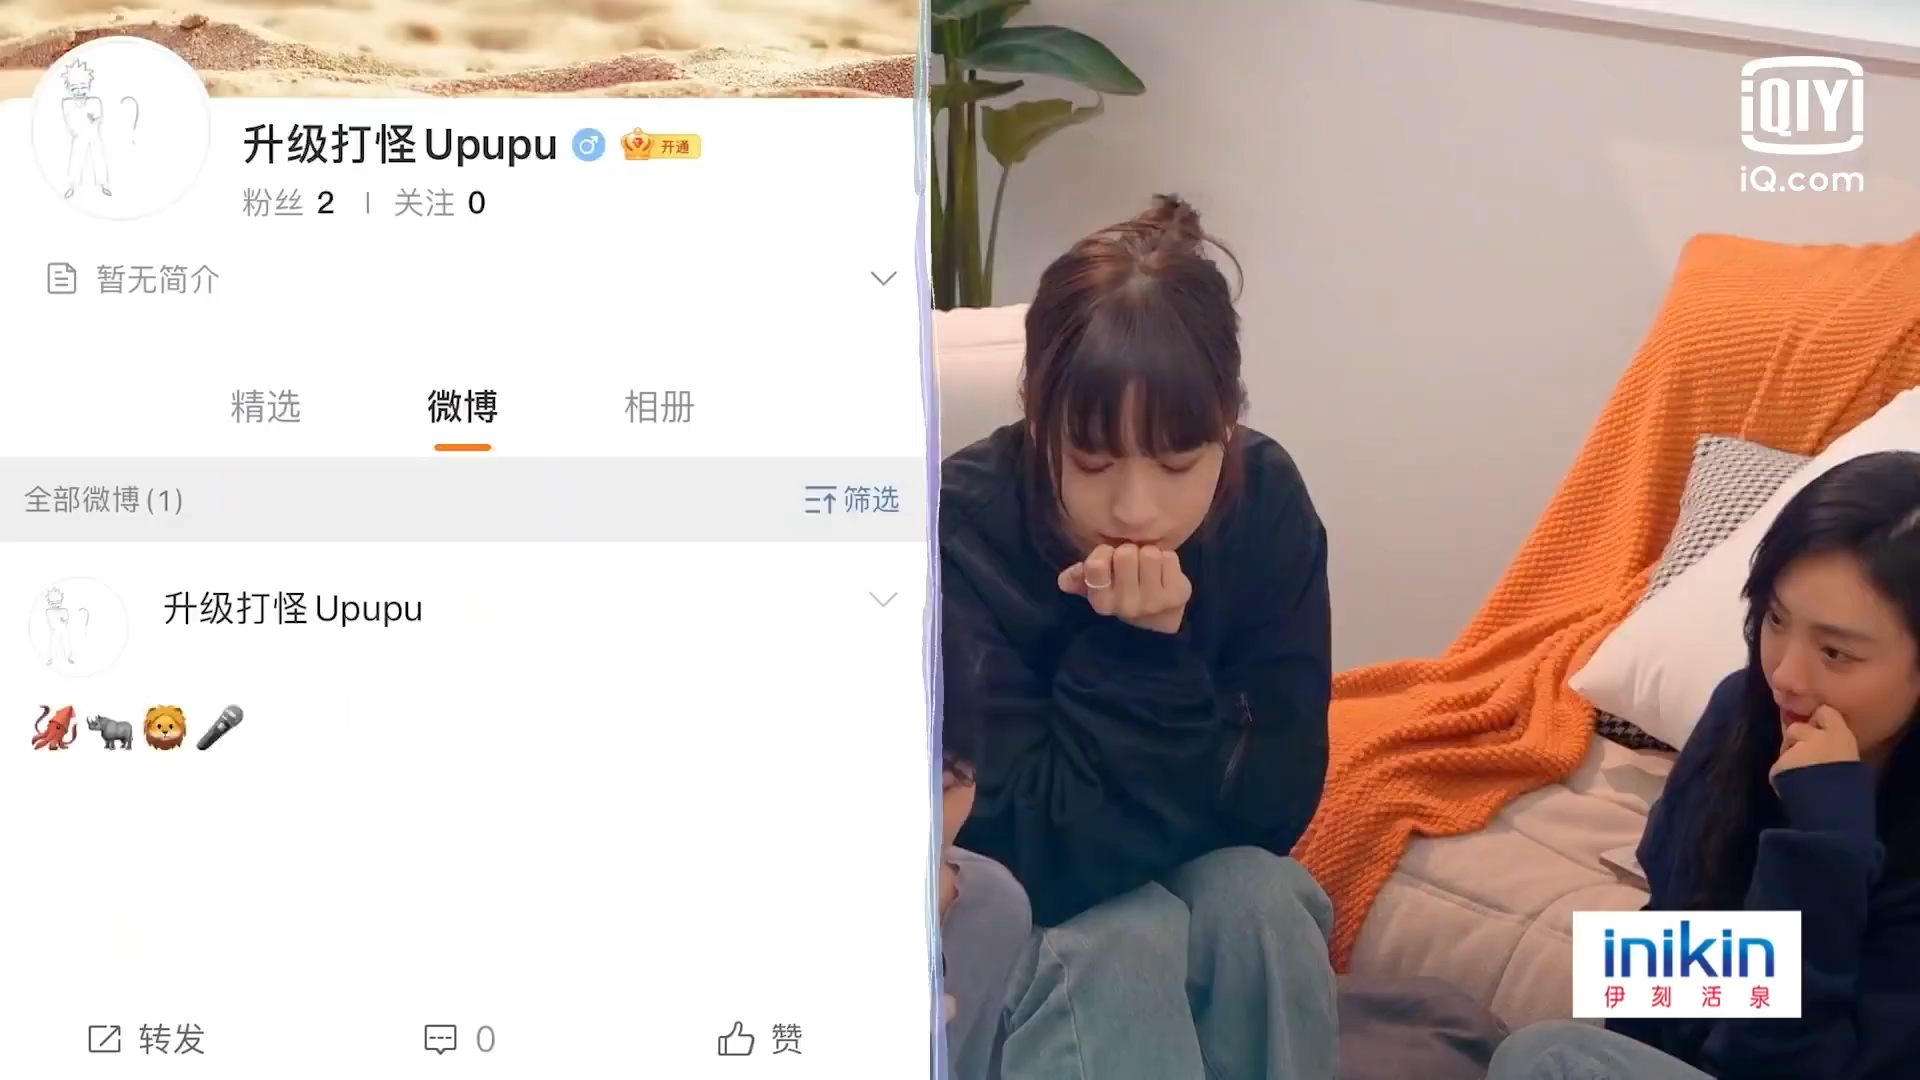 升级打怪Upupu
开通
粉丝 2 | 关注 0
暂无简介
精选 微博 相册
全部微博(1)
筛选
升级打怪Upupu
转发 0 赞
iQIYI
iQ.com
inikin
伊刻活泉